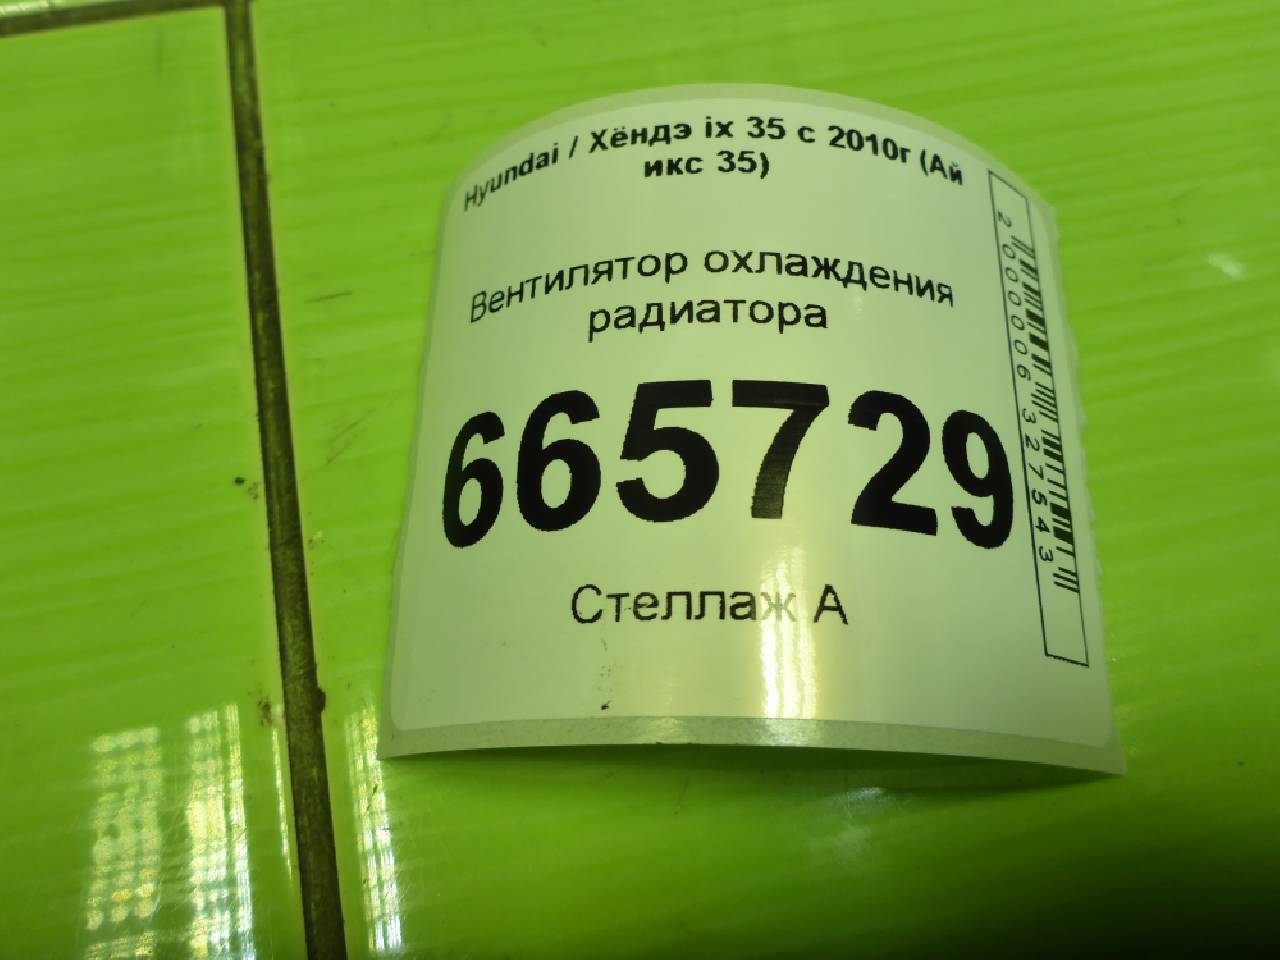 Hyundai / Хёндэ ix 35 с 2010г (Ай
икс 35)
Вентилятор охлаждения
радиатора
665729
Стеллаж А
2000006327543